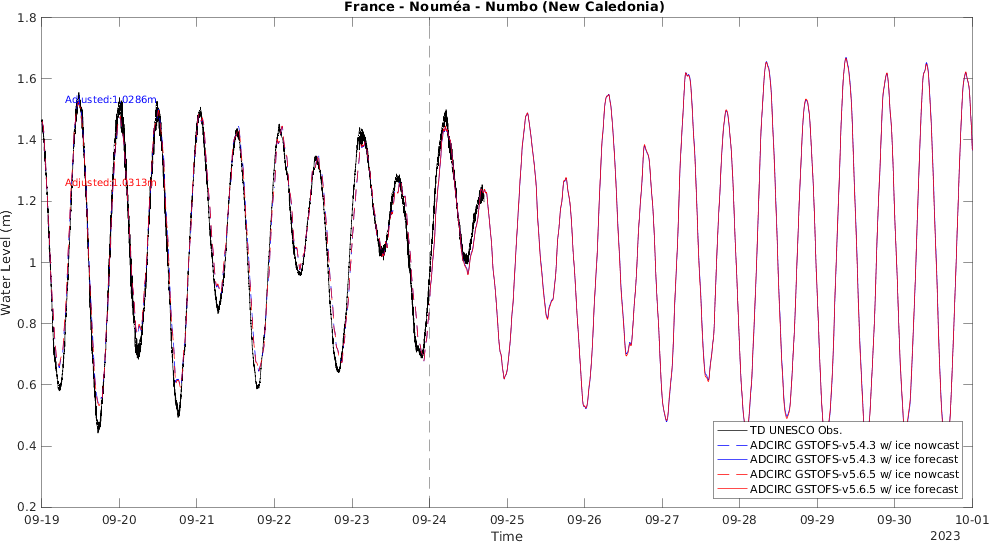 France - Nouméa - Numbo (New Caledonia)
1.8
1.6
1.4
1.2
1
0.8
0.6
0.4
0.2
Water Level (m)
Adjusted:1.0286m
Adjusted:1.0313m
TD UNESCO Obs.
ADCIRC GSTOFS-v5.4.3 w/ ice nowcast
ADCIRC GSTOFS-v5.4.3 w/ ice forecast
ADCIRC GSTOFS-v5.6.5 w/ ice nowcast
ADCIRC GSTOFS-v5.6.5 w/ ice forecast
09-19 09-20 09-21 09-22 09-23 09-24 09-25 09-26 09-27 09-28 09-29 09-30 10-01
Time
2023